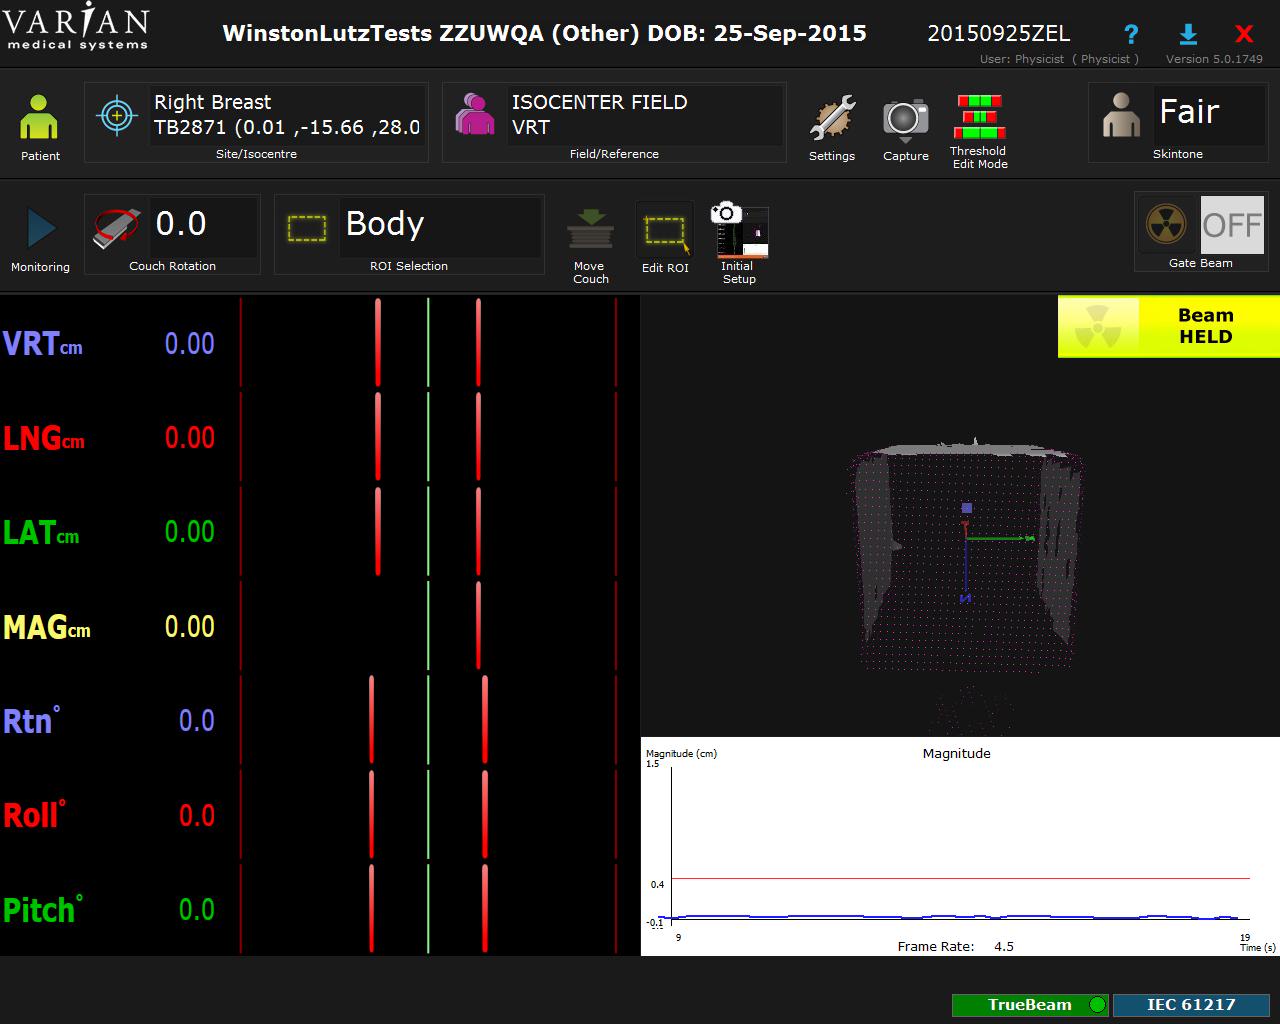 VARIAN
medical systems
WinstonLutzTests ZZUWQA (Other) DOB: 25-Sep-2015
20150925ZEL
?
X
User: Physicist ( Physicist )
Version 5.0.1749
Patient
Right Breast
TB2871 (0.01 ,-15.66 ,28.0
Site/Isocentre
ISOCENTER FIELD
VRT
Field/Reference
Settings
Capture
Threshold
Edit Mode
Fair
Skintone
Monitoring
0.0
Couch Rotation
Body
ROI Selection
Move
Couch
Edit ROI
Initial
Setup
OFF
Gate Beam
VRTcm 0.00
LNGcm 0.00
LATcm 0.00
MAGcm 0.00
Rtn° 0.0
Roll° 0.0
Pitch° 0.0
Beam
HELD
Magnitude (cm)
Magnitude
1.5
0.4
-0.1
9
19
Time (s)
Frame Rate: 4.5
TrueBeam
IEC 61217